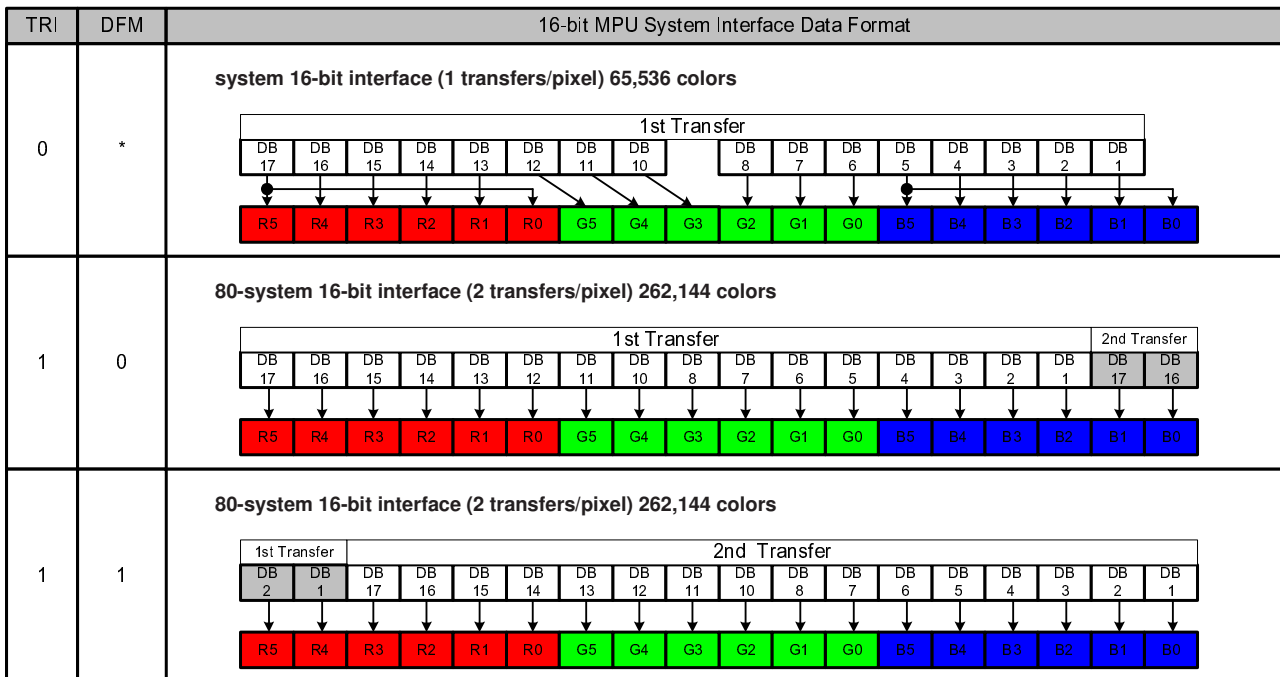 TRI DFM 16-bit MPU System Interface Data Format
system 16-bit interface (1 transfers/pixel) 65,536 colors
1st Transfer
0 *
DB 17 DB 16 DB 15 DB 14 DB 13 DB 12 DB 11 DB 10 DB 8 DB 7 DB 6 DB 5 DB 4 DB 3 DB 2 DB 1
R5 R4 R3 R2 R1 R0 G5 G4 G3 G2 G1 G0 B5 B4 B3 B2 B1 B0
80-system 16-bit interface (2 transfers/pixel) 262,144 colors
1st Transfer 2nd Transfer
1 0
DB 17 DB 16 DB 15 DB 14 DB 13 DB 12 DB 11 DB 10 DB 8 DB 7 DB 6 DB 5 DB 4 DB 3 DB 2 DB 1 DB 17 DB 16
R5 R4 R3 R2 R1 R0 G5 G4 G3 G2 G1 G0 B5 B4 B3 B2 B1 B0
80-system 16-bit interface (2 transfers/pixel) 262,144 colors
1st Transfer 2nd Transfer
1 1
DB 2 DB 1 DB 17 DB 16 DB 15 DB 14 DB 13 DB 12 DB 11 DB 10 DB 8 DB 7 DB 6 DB 5 DB 4 DB 3 DB 2 DB 1
R5 R4 R3 R2 R1 R0 G5 G4 G3 G2 G1 G0 B5 B4 B3 B2 B1 B0